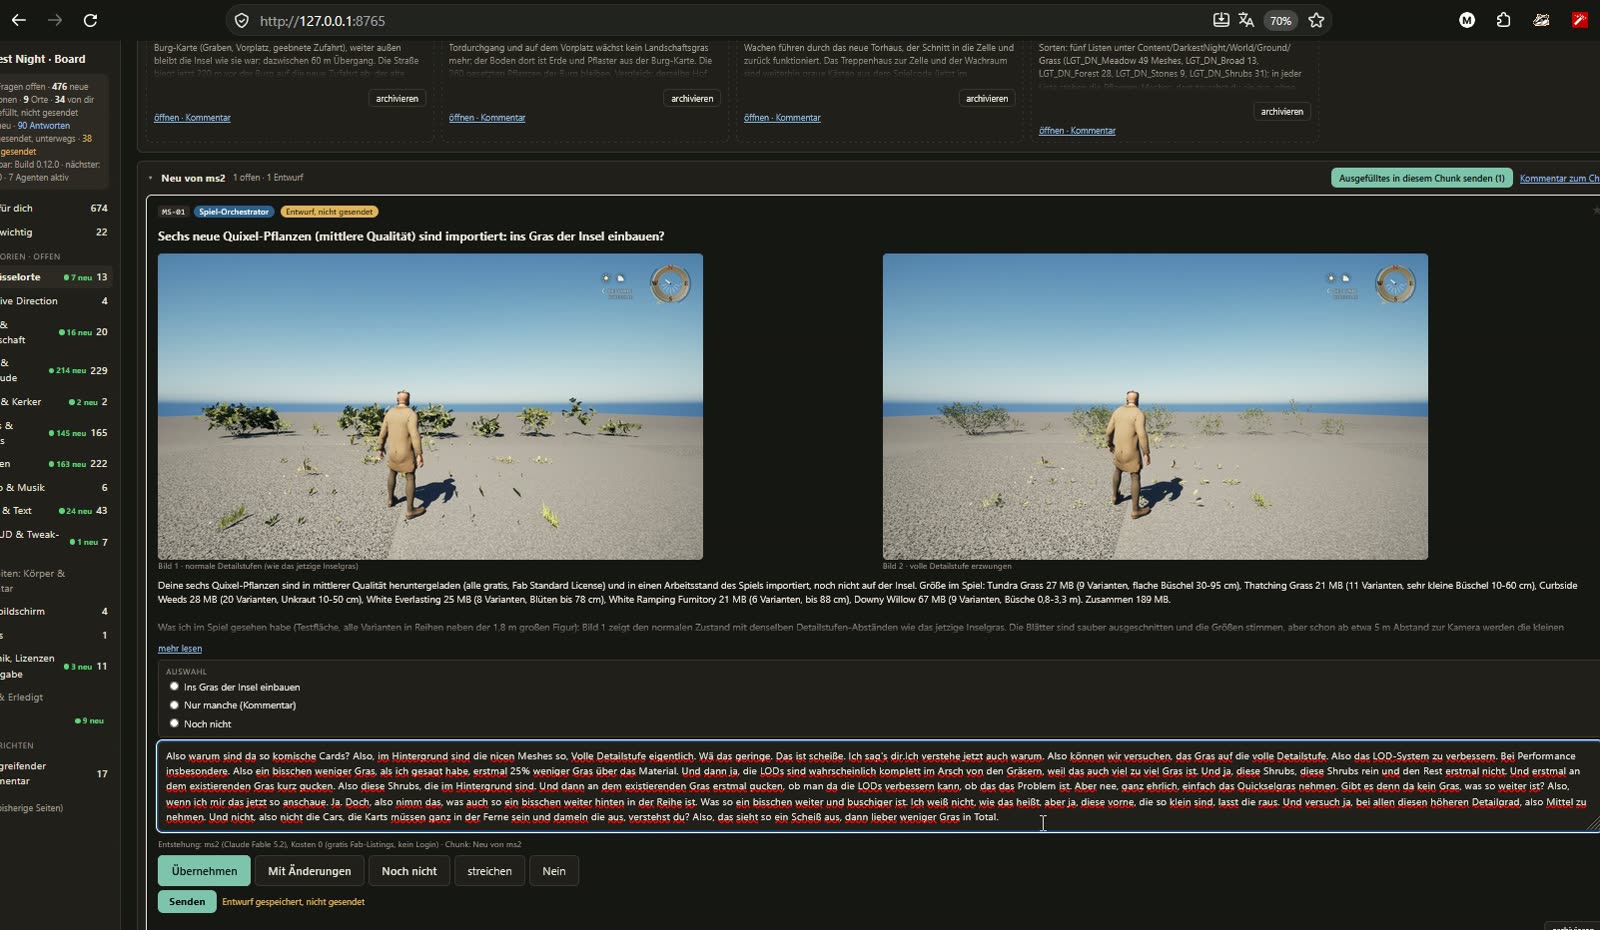 http://127.0.0.1:8765
70%
est Night · Board
Fragen offen · 476 neue
onen · 9 Orte · 34 von dir
efüllt, nicht gesendet
neu · 90 Antworten
esendet, unterwegs · 38
gesendet
bar: Build 0.12.0 · nächster:
0 · 7 Agenten aktiv
für dich 674
wichtig 22
ORIEN · OFFEN
isselorte 7 neu 13
ive Direction 4
& 16 neu 20
schaft
& 214 neu 229
ude
& Kerker 2 neu 2
s & 145 neu 165
s
en 163 neu 222
o & Musik 6
& Text 24 neu 43
UD & Tweak- 1 neu 7
eiten: Körper &
tar
bildschirm 4
s 1
nik, Lizenzen 3 neu 11
gabe
& Erledigt
9 neu
RICHTEN
greifender 17
mentar
bisherige Seiten)
Burg-Karte (Graben, Vorplatz, geebnete Zufahrt), weiter außen
bleibt die Insel wie sie war; dazwischen 60 m Übergang. Die Straße
archivieren
öffnen · Kommentar
Tordurchgang und auf dem Vorplatz wächst kein Landschaftsgras
mehr; der Boden dort ist Erde und Pflaster aus der Burg-Karte. Die
260 gesetzten Pflanzen der Burg bleiben. Vergleich: derselbe Hof
archivieren
öffnen · Kommentar
Wachen führen durch das neue Torhaus, der Schnitt in die Zelle und
zurück funktioniert. Das Treppenhaus zur Zelle und der Wachraum
archivieren
öffnen · Kommentar
Sorten: fünf Listen unter Content/DarkestNight/World/Ground/
Grass (LGT_DN_Meadow 49 Meshes, LGT_DN_Broad 13,
LGT_DN_Forest 28, LGT_DN_Stones 9, LGT_DN_Shrubs 31); in jeder
archivieren
öffnen · Kommentar
Neu von ms2 1 offen · 1 Entwurf
Ausgefülltes in diesem Chunk senden (1) Kommentar zum Ch
MS-01 Spiel-Orchestrator Entwurf, nicht gesendet
Sechs neue Quixel-Pflanzen (mittlere Qualität) sind importiert: ins Gras der Insel einbauen?
Bild 1 · normale Detailstufen (wie das jetzige Inselgras)
Bild 2 · volle Detailstufe erzwungen
Deine sechs Quixel-Pflanzen sind in mittlerer Qualität heruntergeladen (alle gratis, Fab Standard License) und in einen Arbeitsstand des Spiels importiert, noch nicht auf der Insel. Größe im Spiel: Tundra Grass 27 MB (9 Varianten, flache Büschel 30-95 cm), Thatching Grass 21 MB (11 Varianten, sehr kleine Büschel 10-60 cm), Curbside
Weeds 28 MB (20 Varianten, Unkraut 10-50 cm), White Everlasting 25 MB (8 Varianten, Blüten bis 78 cm), White Ramping Fumitory 21 MB (6 Varianten, bis 88 cm), Downy Willow 67 MB (9 Varianten, Büsche 0,8-3,3 m). Zusammen 189 MB.
Was ich im Spiel gesehen habe (Testfläche, alle Varianten in Reihen neben der 1,8 m großen Figur): Bild 1 zeigt den normalen Zustand mit denselben Detailstufen-Abständen wie das jetzige Inselgras. Die Blätter sind sauber ausgeschnitten und die Größen stimmen, aber schon ab etwa 5 m Abstand zur Kamera werden die kleinen
mehr lesen
AUSWAHL
Ins Gras der Insel einbauen
Nur manche (Kommentar)
Noch nicht
Also warum sind da so komische Cards? Also, im Hintergrund sind die nicen Meshes so. Volle Detailstufe eigentlich. Wä das geringe. Das ist scheiße. Ich sag's dir.Ich verstehe jetzt auch warum. Also können wir versuchen, das Gras auf die volle Detailstufe. Also das LOD-System zu verbessern. Bei Performance
insbesondere. Also ein bisschen weniger Gras, als ich gesagt habe, erstmal 25% weniger Gras über das Material. Und dann ja, die LODs sind wahrscheinlich komplett im Arsch von den Gräsern, weil das auch viel zu viel Gras ist. Und ja, diese Shrubs, diese Shrubs rein und den Rest erstmal nicht. Und erstmal an
dem existierenden Gras kurz gucken. Also diese Shrubs, die im Hintergrund sind. Und dann an dem existierenden Gras erstmal gucken, ob man da die LODs verbessern kann, ob das das Problem ist. Aber nee, ganz ehrlich, einfach das Quickselgras nehmen. Gibt es denn da kein Gras, was so weiter ist? Also,
wenn ich mir das jetzt so anschaue. Ja. Doch, also nimm das, was auch so ein bisschen weiter hinten in der Reihe ist. Was so ein bisschen weiter und buschiger ist. Ich weiß nicht, wie das heißt, aber ja, diese vorne, die so klein sind, lasst die raus. Und versuch ja, bei allen diesen höheren Detailgrad, also Mittel zu
nehmen. Und nicht, also nicht die Cars, die Karts müssen ganz in der Ferne sein und dameln die aus, verstehst du? Also, das sieht so ein Scheiß aus, dann lieber weniger Gras in Total.
Entstehung: ms2 (Claude Fable 5.2), Kosten 0 (gratis Fab-Listings, kein Login) · Chunk: Neu von ms2
Übernehmen Mit Änderungen Noch nicht streichen Nein
Senden Entwurf gespeichert, nicht gesendet